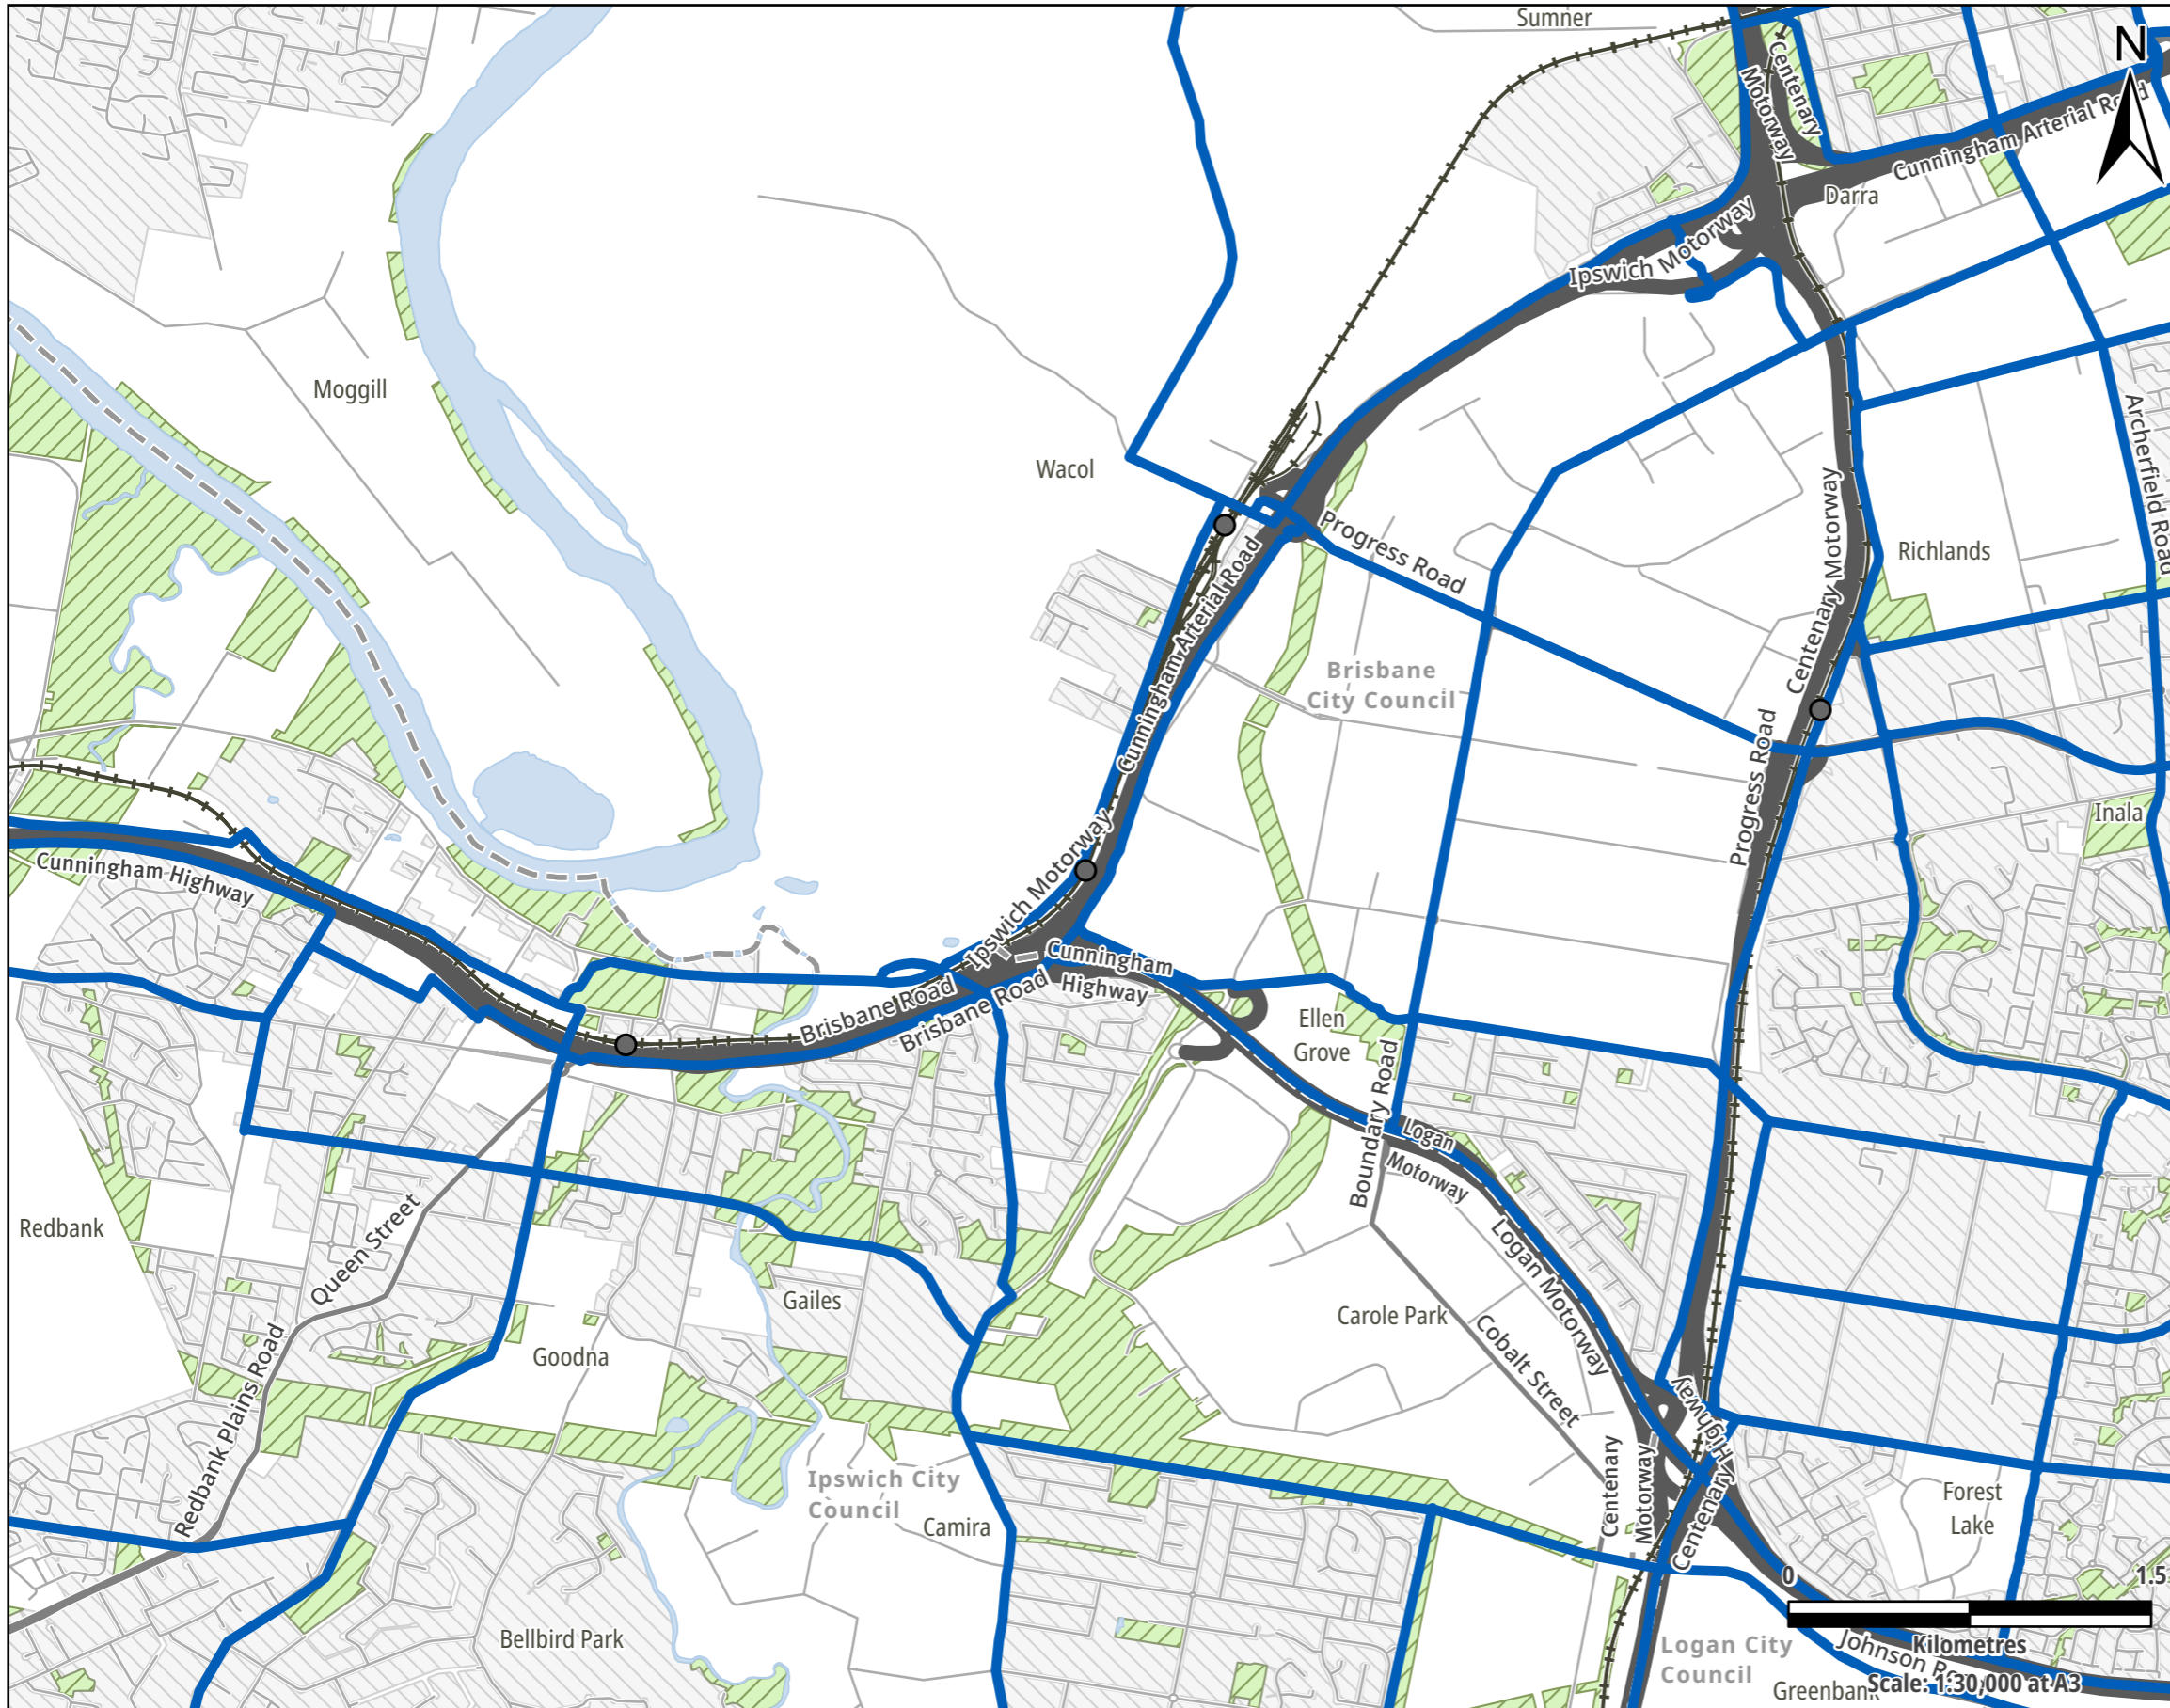 Sumner
N
Centenary
Motorway
Cunningham Arterial
Darra
Ipswich Motorway
Moggill
Archerfield Road
Wacol
Progress Road
Centenary Motorway
Richlands
Cunningham Arterial Road
Brisbane
City Council
Progress Road
Inala
Ipswich Motorway
Cunningham Highway
Cunningham
Highway
Brisbane Road
Brisbane Road
Ellen
Grove
Boundary Road
Logan
Motorway
Redbank
Queen Street
Logan Motorway
Gailes
Carole Park
Cobalt Street
Goodna
Redbank Plains Road
Highway
Centenary
Centenary
Motorway
Ipswich City
Council
Camira
Forest
Lake
0
1.5
Bellbird Park
Logan City
Council
Johnson
Kilometres
Greenbank
Scale: 1:30,000 at A3